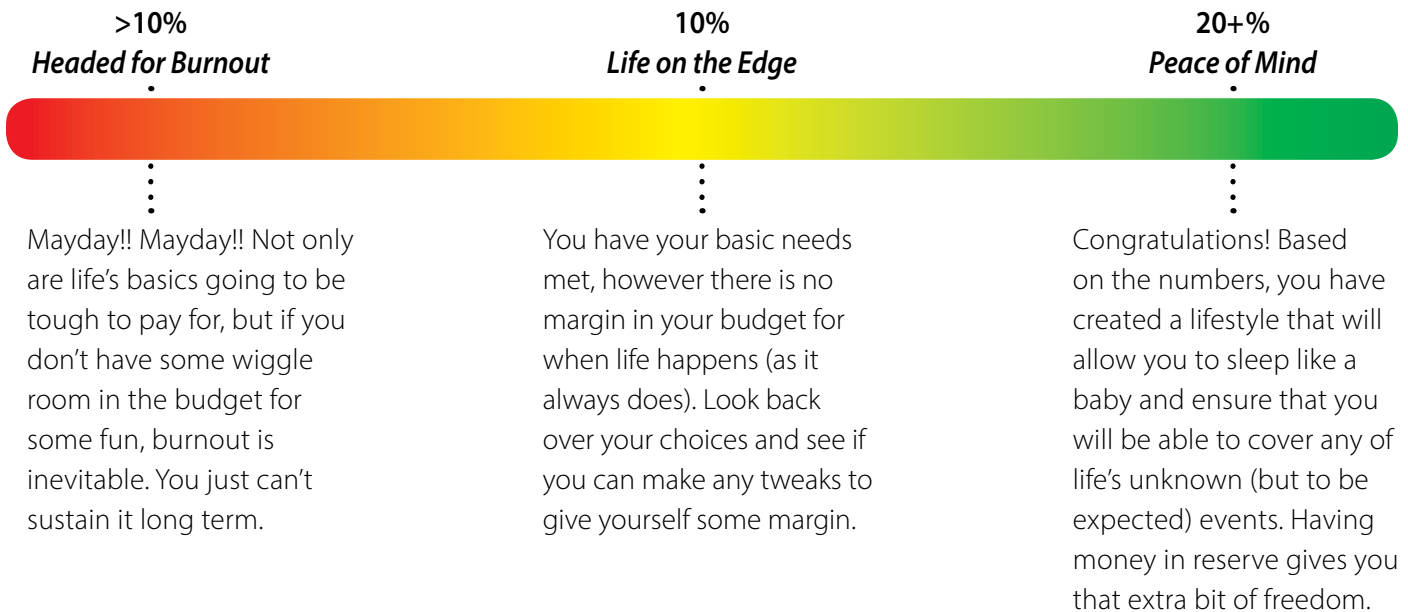 >10%
Headed for Burnout
Mayday!! Mayday!! Not only
are life's basics going to be
tough to pay for, but if you
don't have some wiggle
room in the budget for
some fun, burnout is
inevitable. You just can't
sustain it long term.
10%
Life on the Edge
You have your basic needs
met, however there is no
margin in your budget for
when life happens (as it
always does). Look back
over your choices and see if
you can make any tweaks to
give yourself some margin.
20+%
Peace of Mind
Congratulations! Based
on the numbers, you have
created a lifestyle that will
allow you to sleep like a
baby and ensure that you
will be able to cover any of
life's unknown (but to be
expected) events. Having
money in reserve gives you
that extra bit of freedom.